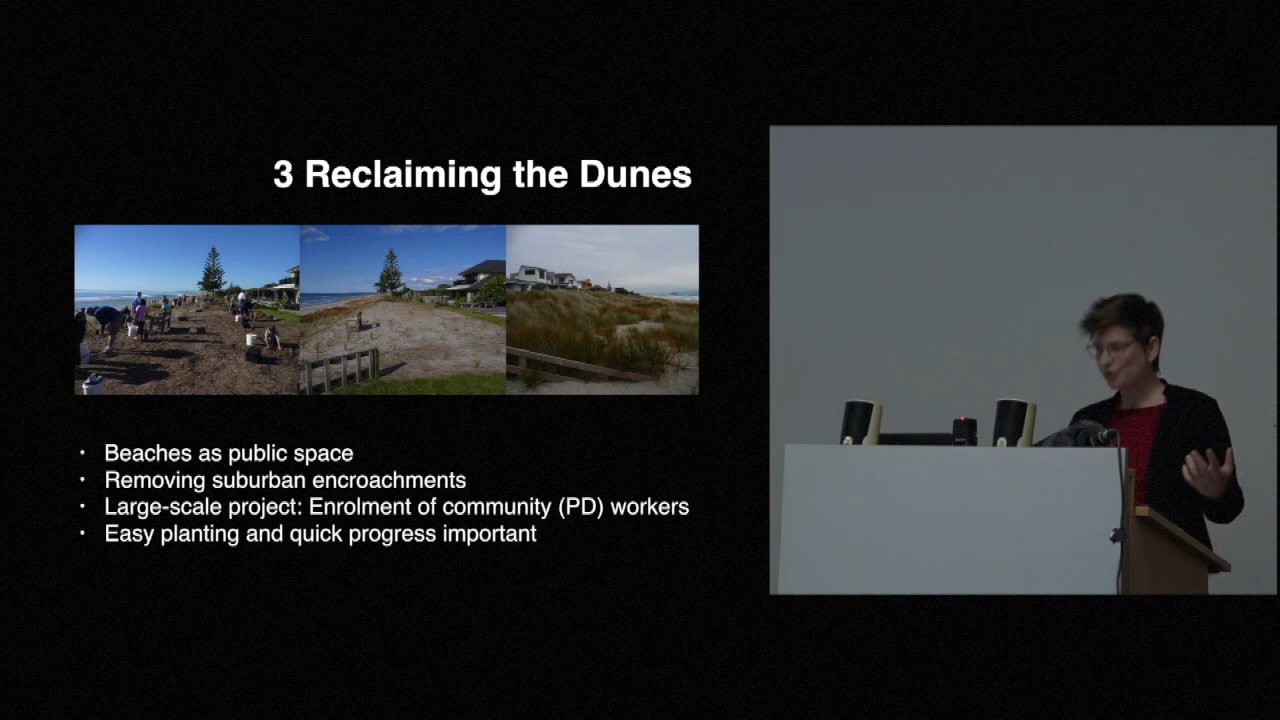 3 Reclaiming the Dunes
• Beaches as public space
• Removing suburban encroachments
• Large-scale project: Enrolment of community (PD) workers
• Easy planting and quick progress important